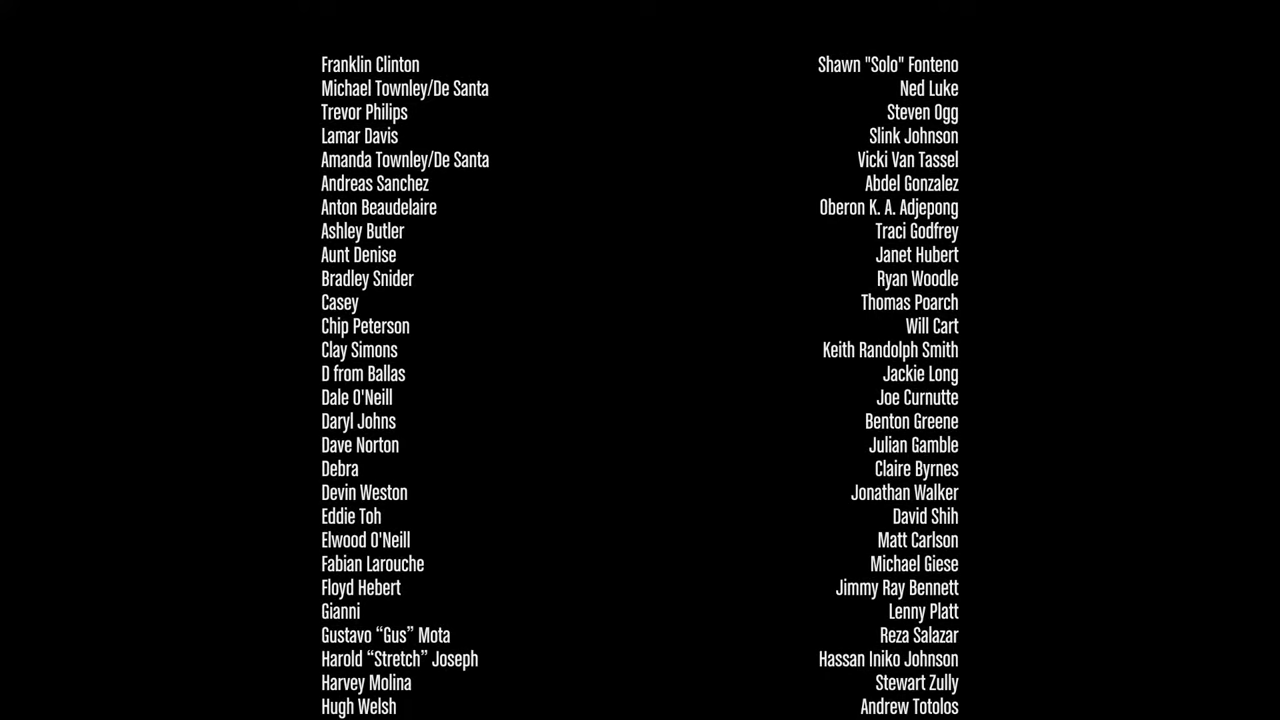 Franklin Clinton Shawn "Solo" Fonteno
Michael Townley/De Santa Ned Luke
Trevor Philips Steven Ogg
Lamar Davis Slink Johnson
Amanda Townley/De Santa Vicki Van Tassel
Andreas Sanchez Abdel Gonzalez
Anton Beaudelaire Oberon K. A. Adjepong
Ashley Butler Traci Godfrey
Aunt Denise Janet Hubert
Bradley Snider Ryan Woodle
Casey Thomas Poarch
Chip Peterson Will Cart
Clay Simons Keith Randolph Smith
D from Ballas Jackie Long
Dale O'Neill Joe Curnutte
Daryl Johns Benton Greene
Dave Norton Julian Gamble
Debra Claire Byrnes
Devin Weston Jonathan Walker
Eddie Toh David Shih
Elwood O'Neill Matt Carlson
Fabian Larouche Michael Giese
Floyd Hebert Jimmy Ray Bennett
Gianni Lenny Platt
Gustavo “Gus” Mota Reza Salazar
Harold “Stretch” Joseph Hassan Iniko Johnson
Harvey Molina Stewart Zully
Hugh Welsh Andrew Totolos